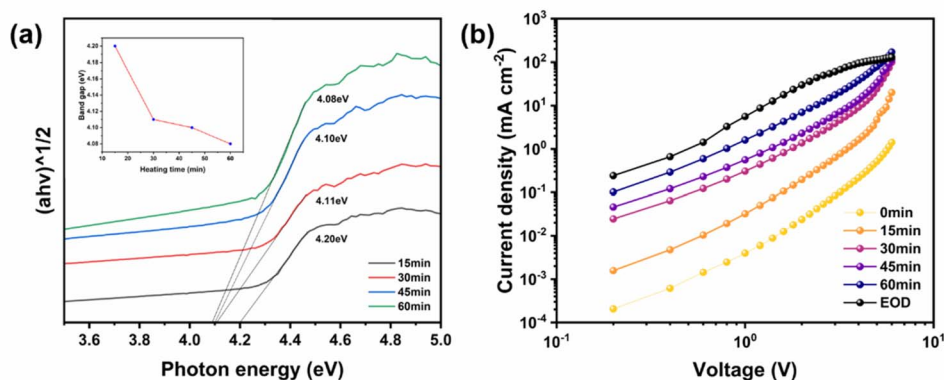 (a)
(ahv)^1/2
Photon energy (eV)
3.6 3.8 4.0 4.2 4.4 4.6 4.8 5.0
4.08eV
4.10eV
4.11eV
4.20eV
15min
30min
45min
60min
Band gap (eV)
4.20
4.18
4.16
4.14
4.12
4.10
4.08
10 20 30 40 50 60
Heating time (min)
(b)
Current density (mA cm⁻²)
10³
10²
10¹
10⁰
10⁻¹
10⁻²
10⁻³
10⁻⁴
10⁻¹ 10⁰ 10¹
Voltage (V)
0min
15min
30min
45min
60min
EOD